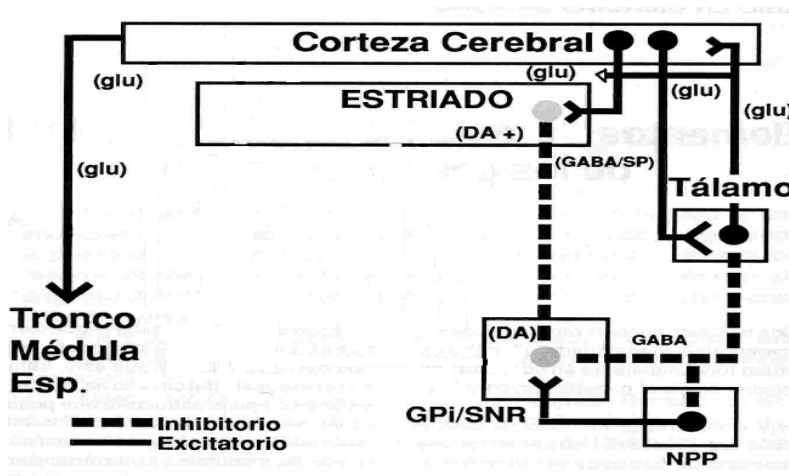 Corteza Cerebral
(glu)
(glu)
(glu)
(glu)
ESTRIADO
(DA +)
(GABA/SP)
(glu)
Tálamo
Tronco
Médula
Esp.
(DA)
GABA
GPi/SNR
NPP
Inhibitorio
Excitatorio